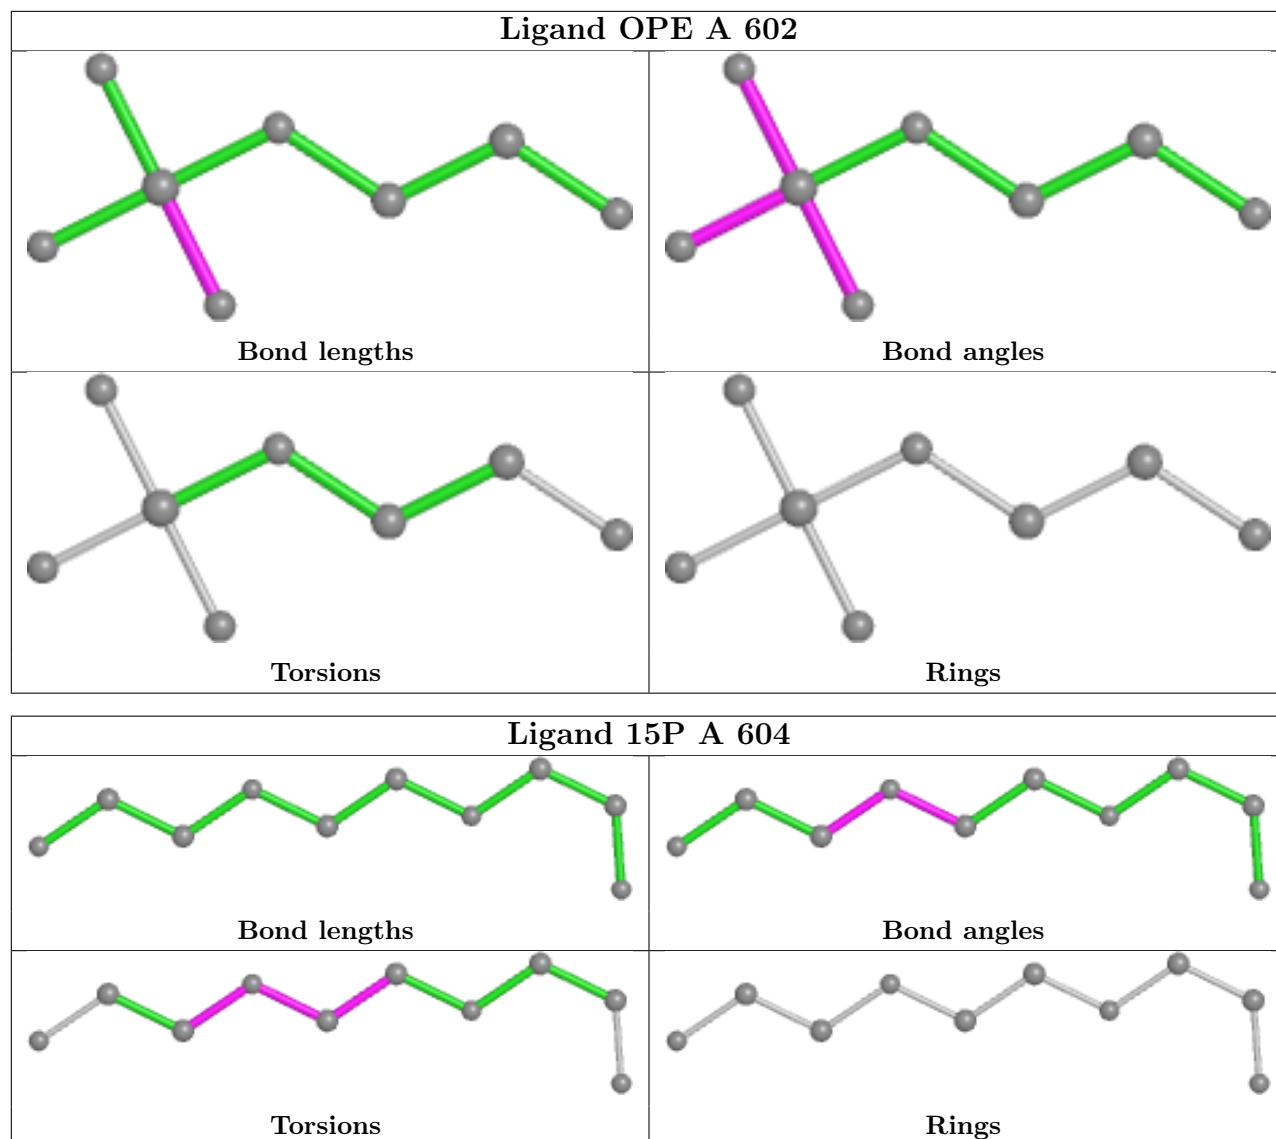 Ligand OPE A 602
Bond lengths
Bond angles
Torsions
Rings
Ligand 15P A 604
Bond lengths
Bond angles
Torsions
Rings